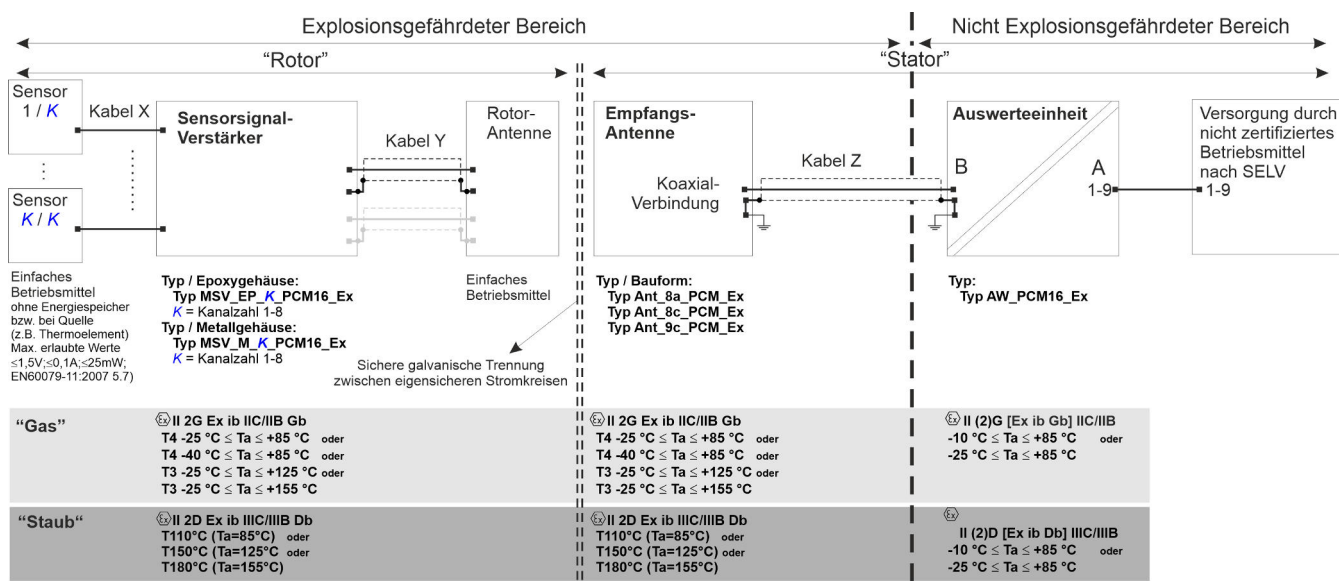 Explosionsgefährdeter Bereich
Nicht Explosionsgefährdeter Bereich
“Rotor”
“Stator”
Sensor
1 / K
Kabel X
Sensor
K / K
Sensorsignal-
Verstärker
Kabel Y
Rotor-
Antenne
Empfangs-
Antenne
Koaxial-
Verbindung
Kabel Z
Auswerteeinheit
B
A
1-9
Versorgung durch
nicht zertifiziertes
Betriebsmittel
nach SELV
1-9
Einfaches
Betriebsmittel
ohne Energiespeicher
bzw. bei Quelle
(z.B. Thermoelement)
Max. erlaubte Werte
≤1,5V;≤0,1A;≤25mW;
EN60079-11:2007 5.7)
Typ / Epoxygehäuse:
Typ MSV_EP_K_PCM16_Ex
K = Kanalzahl 1-8
Typ / Metallgehäuse:
Typ MSV_M_K_PCM16_Ex
K = Kanalzahl 1-8
Einfaches
Betriebsmittel
Sichere galvanische Trennung
zwischen eigensicheren Stromkreisen
Typ / Bauform:
Typ Ant_8a_PCM_Ex
Typ Ant_8c_PCM_Ex
Typ Ant_9c_PCM_Ex
Typ:
Typ AW_PCM16_Ex
“Gas”
Ex II 2G Ex ib IIC/IIB Gb
T4 -25 °C ≤ Ta ≤ +85 °C oder
T4 -40 °C ≤ Ta ≤ +85 °C oder
T3 -25 °C ≤ Ta ≤ +125 °C oder
T3 -25 °C ≤ Ta ≤ +155 °C
Ex II 2G Ex ib IIC/IIB Gb
T4 -25 °C ≤ Ta ≤ +85 °C oder
T4 -40 °C ≤ Ta ≤ +85 °C oder
T3 -25 °C ≤ Ta ≤ +125 °C oder
T3 -25 °C ≤ Ta ≤ +155 °C
Ex II (2)G [Ex ib Gb] IIC/IIB
-10 °C ≤ Ta ≤ +85 °C oder
-25 °C ≤ Ta ≤ +85 °C
“Staub“
Ex II 2D Ex ib IIIC/IIIB Db
T110°C (Ta=85°C) oder
T150°C (Ta=125°C oder
T180°C (Ta=155°C)
Ex II 2D Ex ib IIIC/IIIB Db
T110°C (Ta=85°C) oder
T150°C (Ta=125°C) oder
T180°C (Ta=155°C)
Ex
II (2)D [Ex ib Db] IIIC/IIIB
-10 °C ≤ Ta ≤ +85 °C oder
-25 °C ≤ Ta ≤ +85 °C